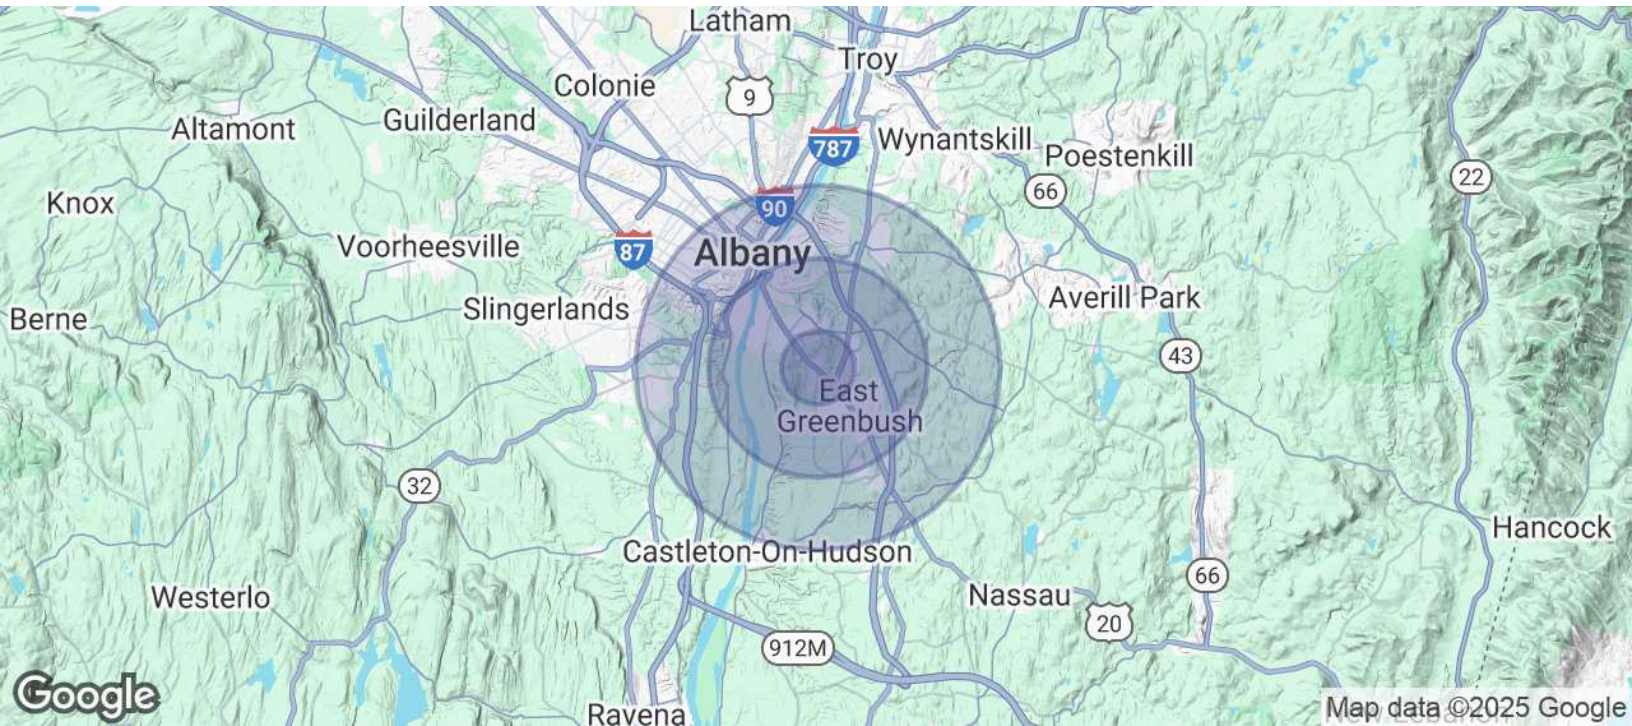 Latham
Troy
Colonie
9
Guilderland
Altamont
787
Wynantskill
Poestenkill
66
22
Knox
90
Voorheesville
87
Albany
Slingerlands
Averill Park
Berne
43
East
Greenbush
32
Hancock
Castleton-On-Hudson
66
Westerlo
Nassau
20
912M
Google
Ravena
Map data ©2025 Google